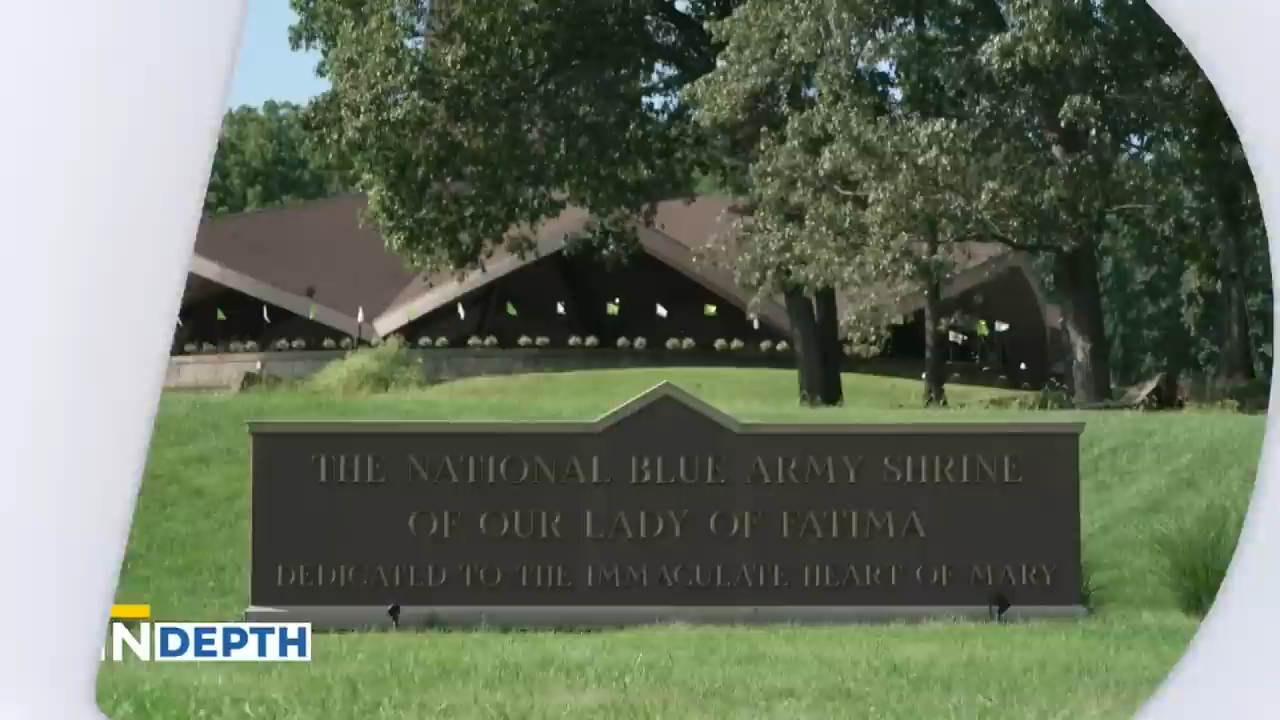 THE NATIONAL BLUE ARMY SHRINE
OF OUR LADY OF FATIMA
DEDICATED TO THE IMMACULATE HEART OF MARY
INDEPTH